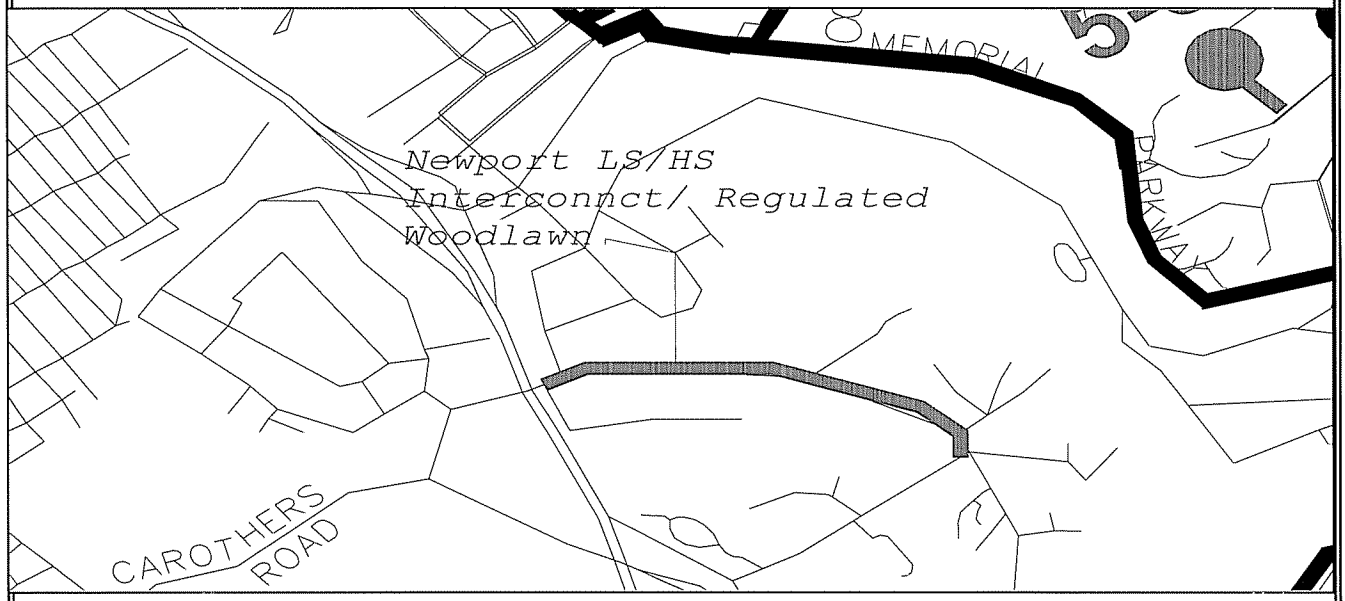 MEMORIAL
PARKWAY
Newport LS/HS
Interconnct/ Regulated
Woodlawn
CAROTHERS
ROAD